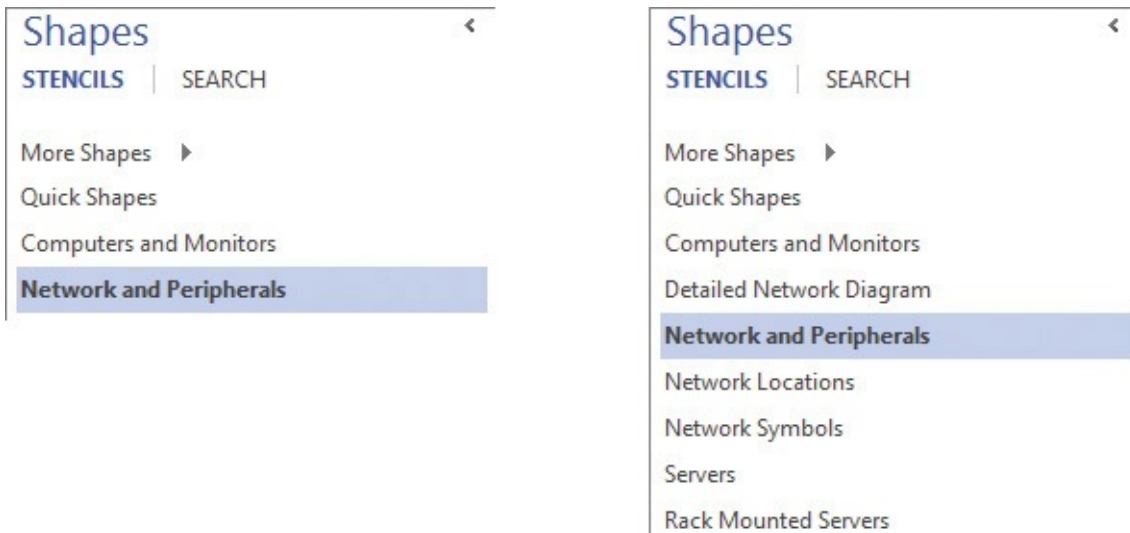 Shapes
STENCILS
SEARCH
More Shapes
Quick Shapes
Computers and Monitors
Network and Peripherals
Shapes
STENCILS
SEARCH
More Shapes
Quick Shapes
Computers and Monitors
Detailed Network Diagram
Network and Peripherals
Network Locations
Network Symbols
Servers
Rack Mounted Servers